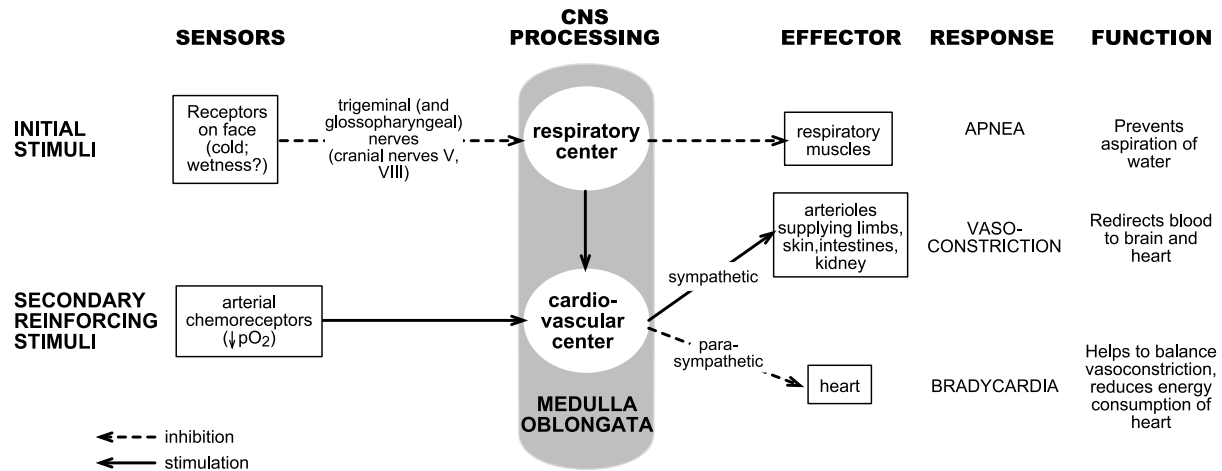 SENSORS
CNS
PROCESSING
EFFECTOR
RESPONSE
FUNCTION
INITIAL
STIMULI
Receptors
on face
(cold;
wetness?)
trigeminal (and
glossopharyngeal)
nerves
(cranial nerves V,
VIII)
respiratory
center
respiratory
muscles
APNEA
Prevents
aspiration of
water
arterioles
supplying limbs,
skin,intestines,
kidney
VASO-
CONSTRICTION
Redirects blood
to brain and
heart
sympathetic
SECONDARY
REINFORCING
STIMULI
arterial
chemoreceptors
(↓pO₂)
cardio-
vascular
center
para-
sympathetic
heart
BRADYCARDIA
Helps to balance
vasoconstriction,
reduces energy
consumption of
heart
MEDULLA
OBLONGATA
inhibition
stimulation